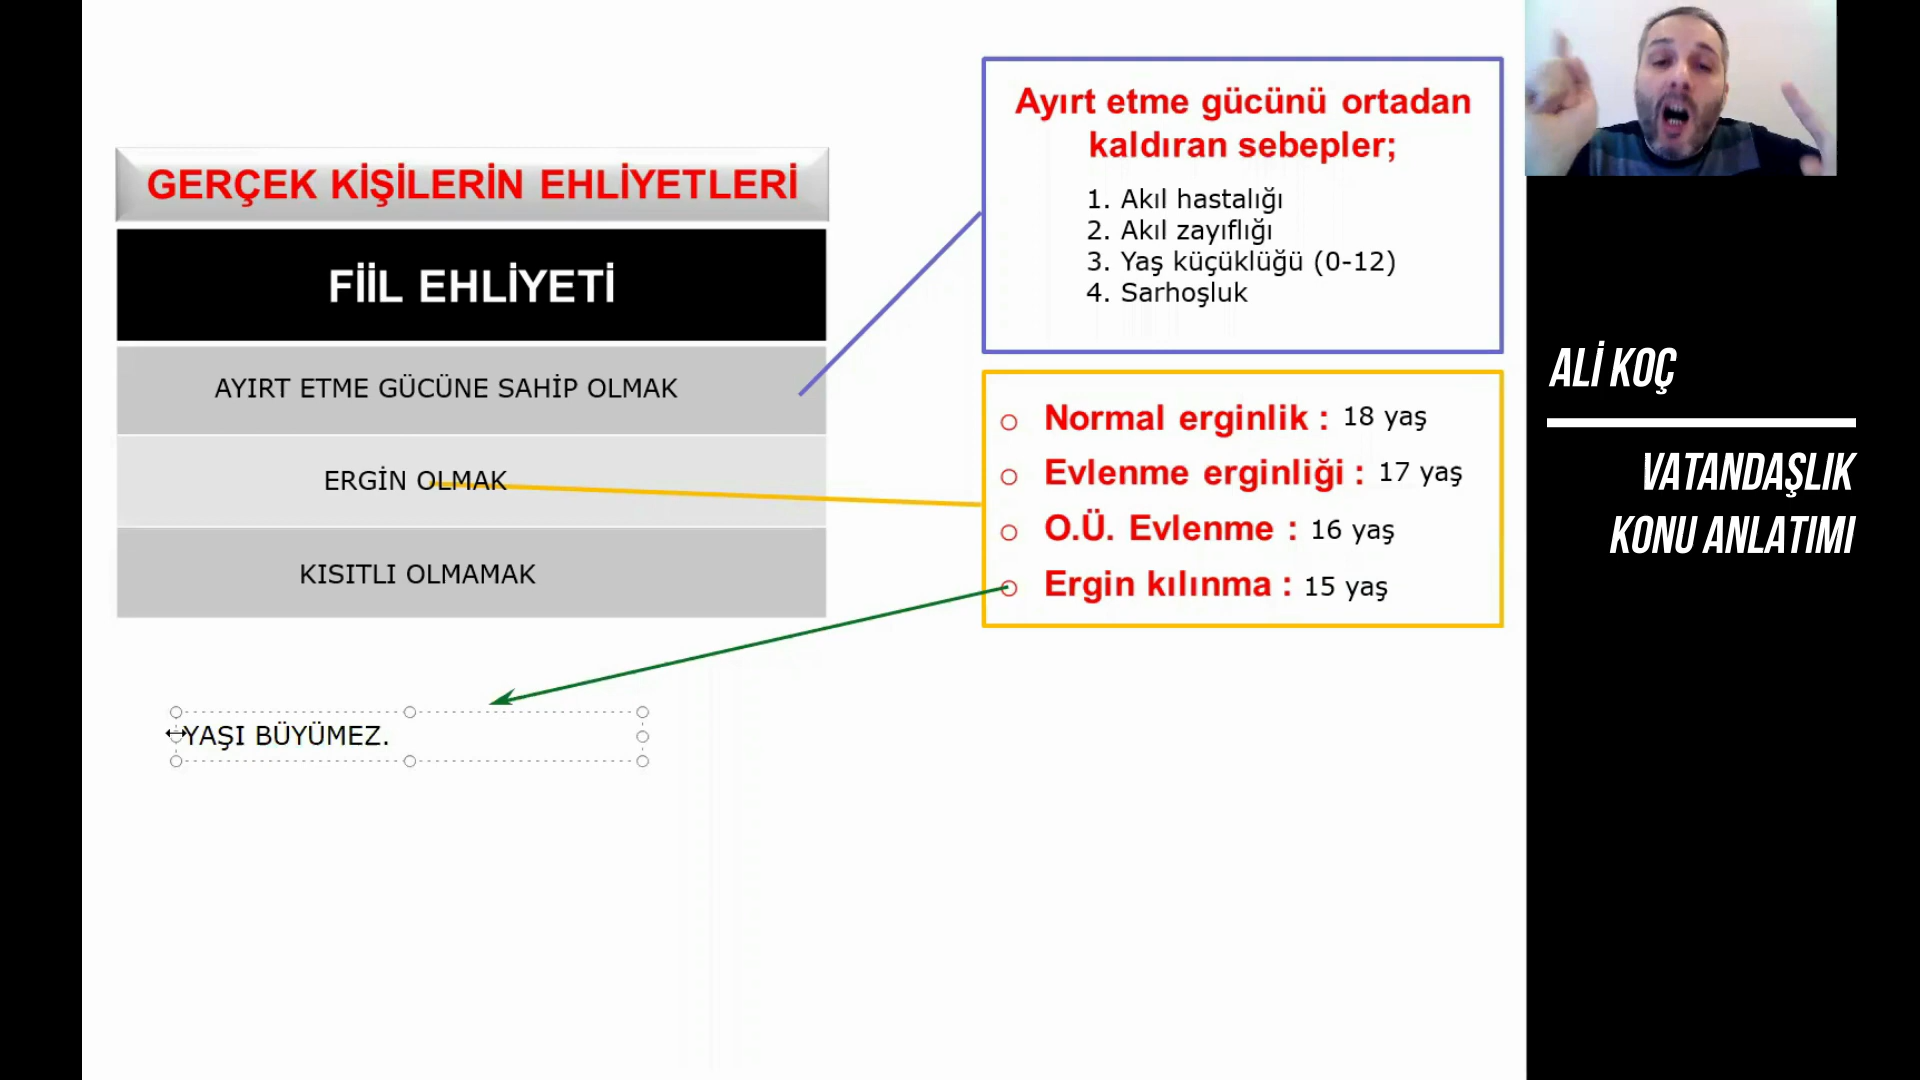 GERÇEK KİŞİLERİN EHLİYETLERİ
FİİL EHLİYETİ
AYIRT ETME GÜCÜNE SAHİP OLMAK
ERGİN OLMAK
KISITLI OLMAMAK
YAŞI BÜYÜMEZ.
Ayırt etme gücünü ortadan
kaldıran sebepler;
1. Akıl hastalığı
2. Akıl zayıflığı
3. Yaş küçüklüğü (0-12)
4. Sarhoşluk
Normal erginlik : 18 yaş
Evlenme erginliği : 17 yaş
O.Ü. Evlenme : 16 yaş
Ergin kılınma : 15 yaş
ALİ KOÇ
VATANDAŞLIK
KONU ANLATIMI